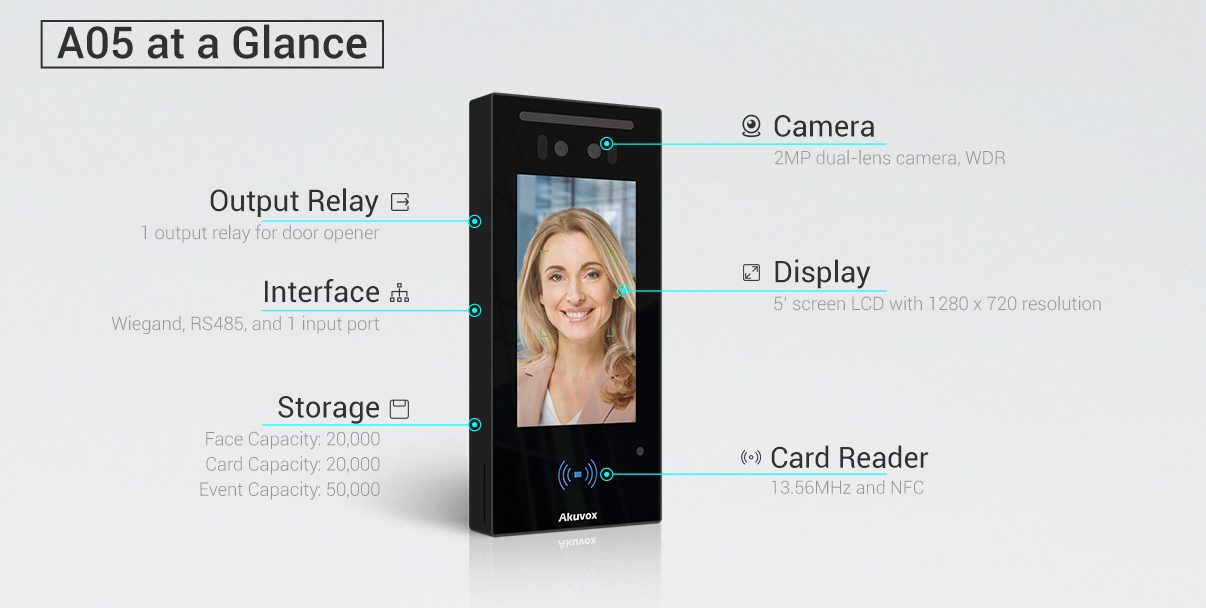 A05 at a Glance
Output Relay
1 output relay for door opener
Interface
Wiegand, RS485, and 1 input port
Storage
Face Capacity: 20,000
Card Capacity: 20,000
Event Capacity: 50,000
Camera
2MP dual-lens camera, WDR
Display
5' screen LCD with 1280 x 720 resolution
Card Reader
13.56MHz and NFC
Akuvox